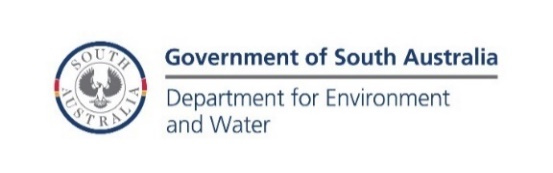 SOUTH
AUSTRALIA
Government of South Australia
Department for Environment
and Water